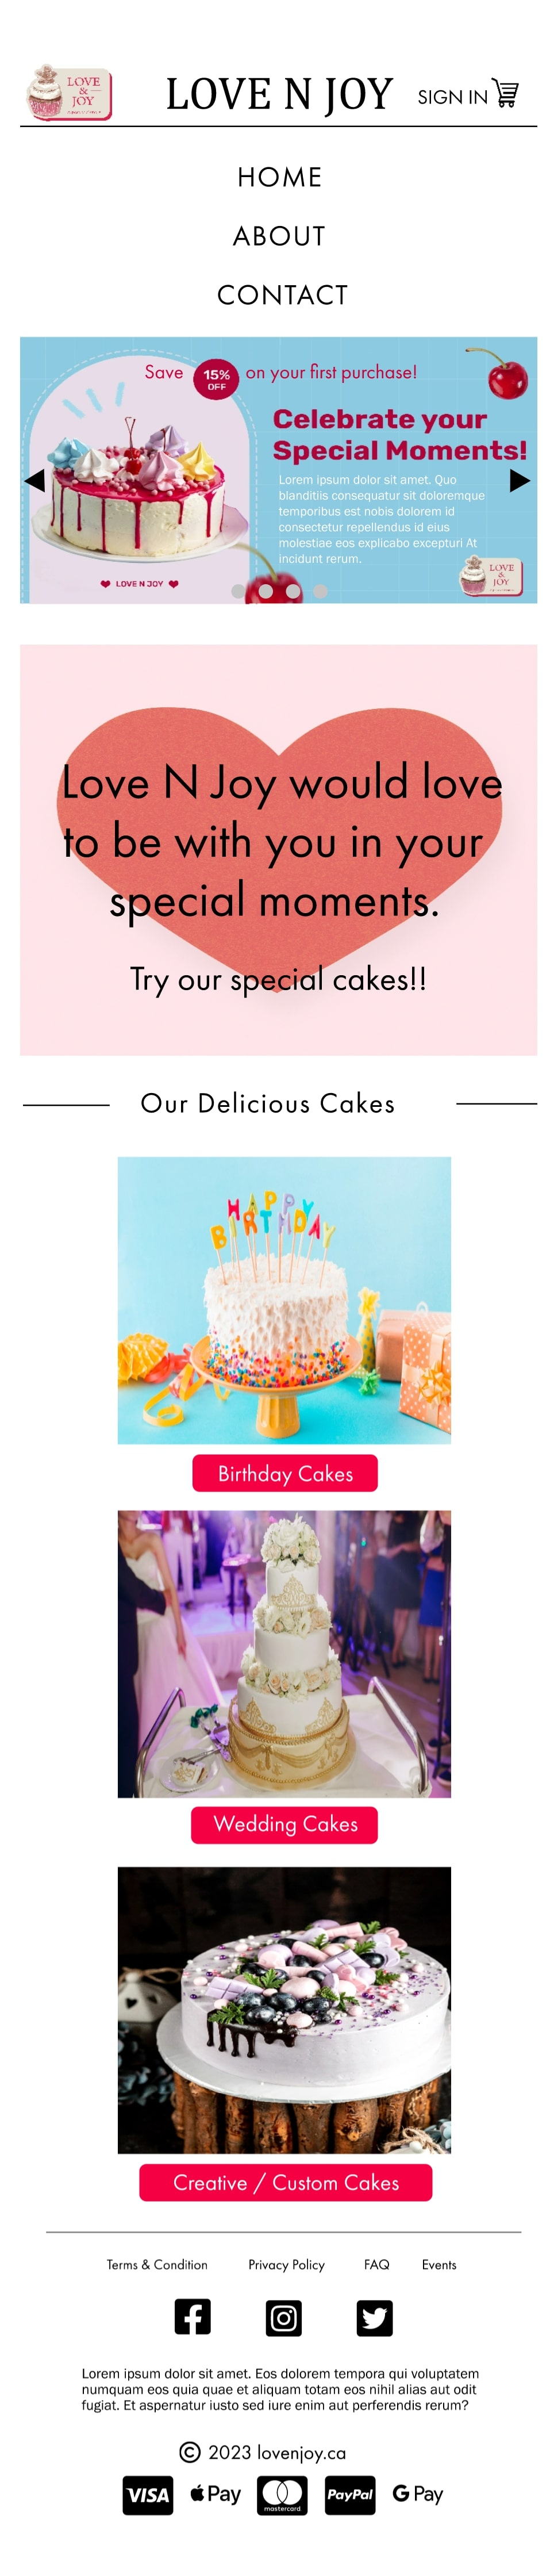 LOVE
&
JOY
LOVE N JOY
SIGN IN
HOME
ABOUT
CONTACT
Save 15% OFF on your first purchase!
Celebrate your
Special Moments!
Lorem ipsum dolor sit amet. Quo
blanditiis consequatur sit doloremque
temporibus est nobis dolorem id
consectetur repellendus id eius
molestiae eos explicabo excepturi At
incidunt rerum.
LOVE N JOY
LOVE
&
JOY
Love N Joy would love
to be with you in your
special moments.
Try our special cakes!!
Our Delicious Cakes
HAPPY
BIRTHDAY
Birthday Cakes
Wedding Cakes
Creative / Custom Cakes
Terms & Condition Privacy Policy FAQ Events
Lorem ipsum dolor sit amet. Eos dolorem tempora qui voluptatem
numquam eos quia quae et aliquam totam eos nihil alias aut odit
fugiat. Et aspernatur iusto sed iure enim aut perferendis rerum?
© 2023 lovenjoy.ca
VISA Pay mastercard PayPal G Pay